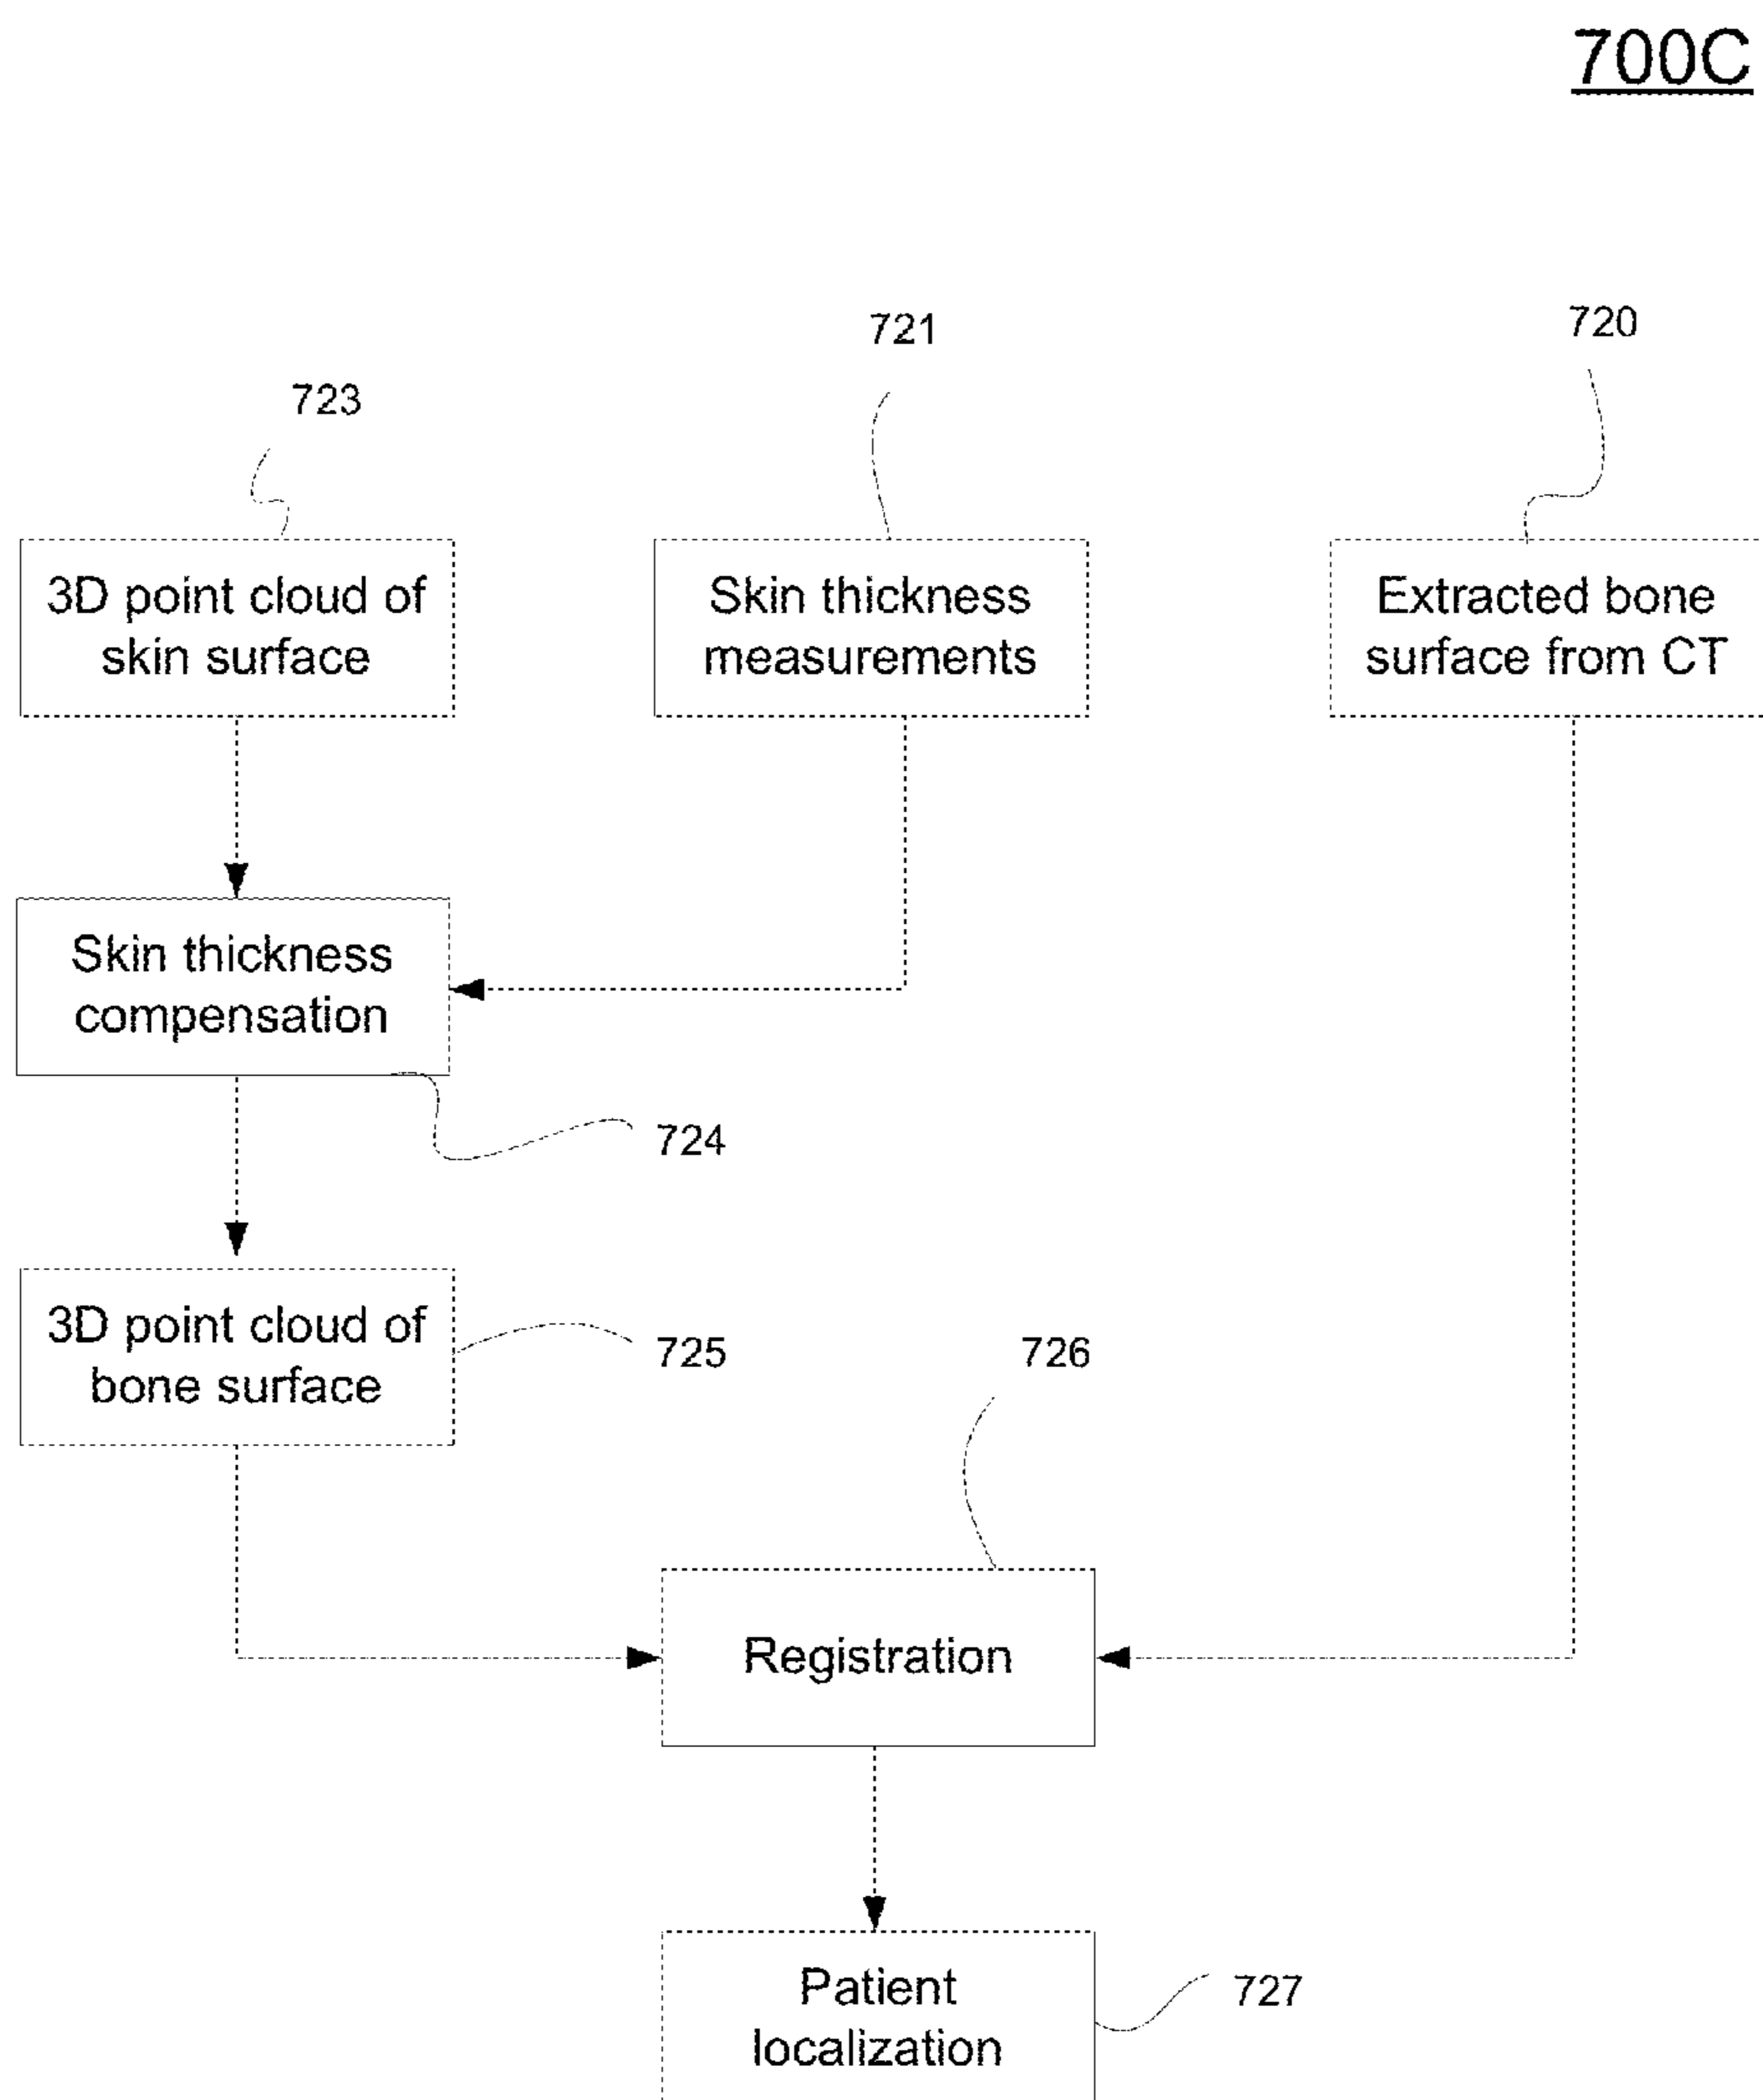 700C
720
721
723
3D point cloud of
skin surface
Skin thickness
measurements
Extracted bone
surface from CT
Skin thickness
compensation
724
3D point cloud of
bone surface
725
726
Registration
Patient
localization
727